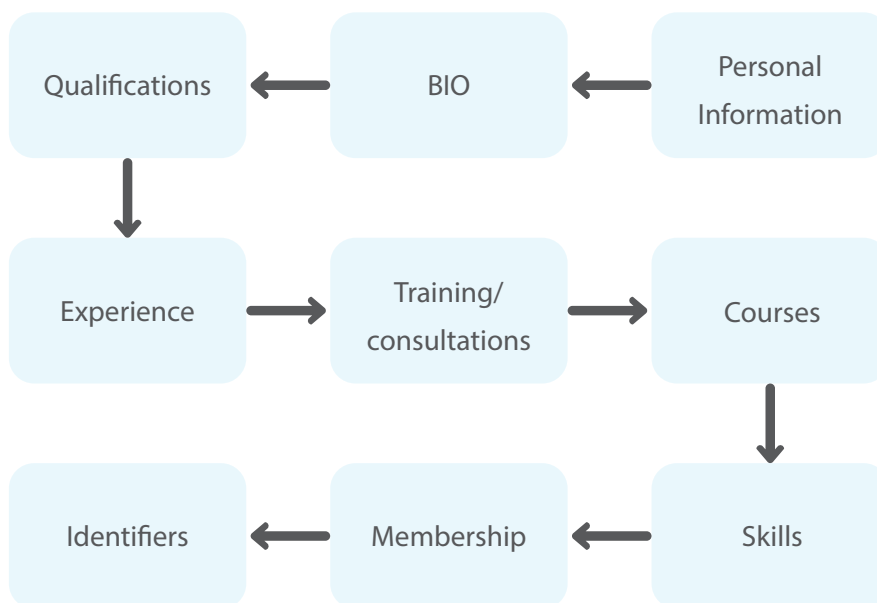 Personal
Information
BIO
Qualifications
Experience
Training/
consultations
Courses
Skills
Membership
Identifiers